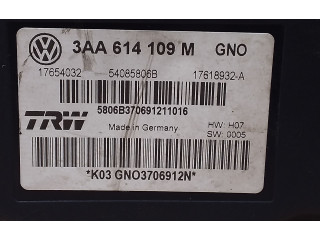 3AA 614 109 M GNO
17654032 54085806B 17618932-A
5806B370691211016
TRW
Made in Germany
HW: H07
SW: 0005
*K03 GNO3706912N*